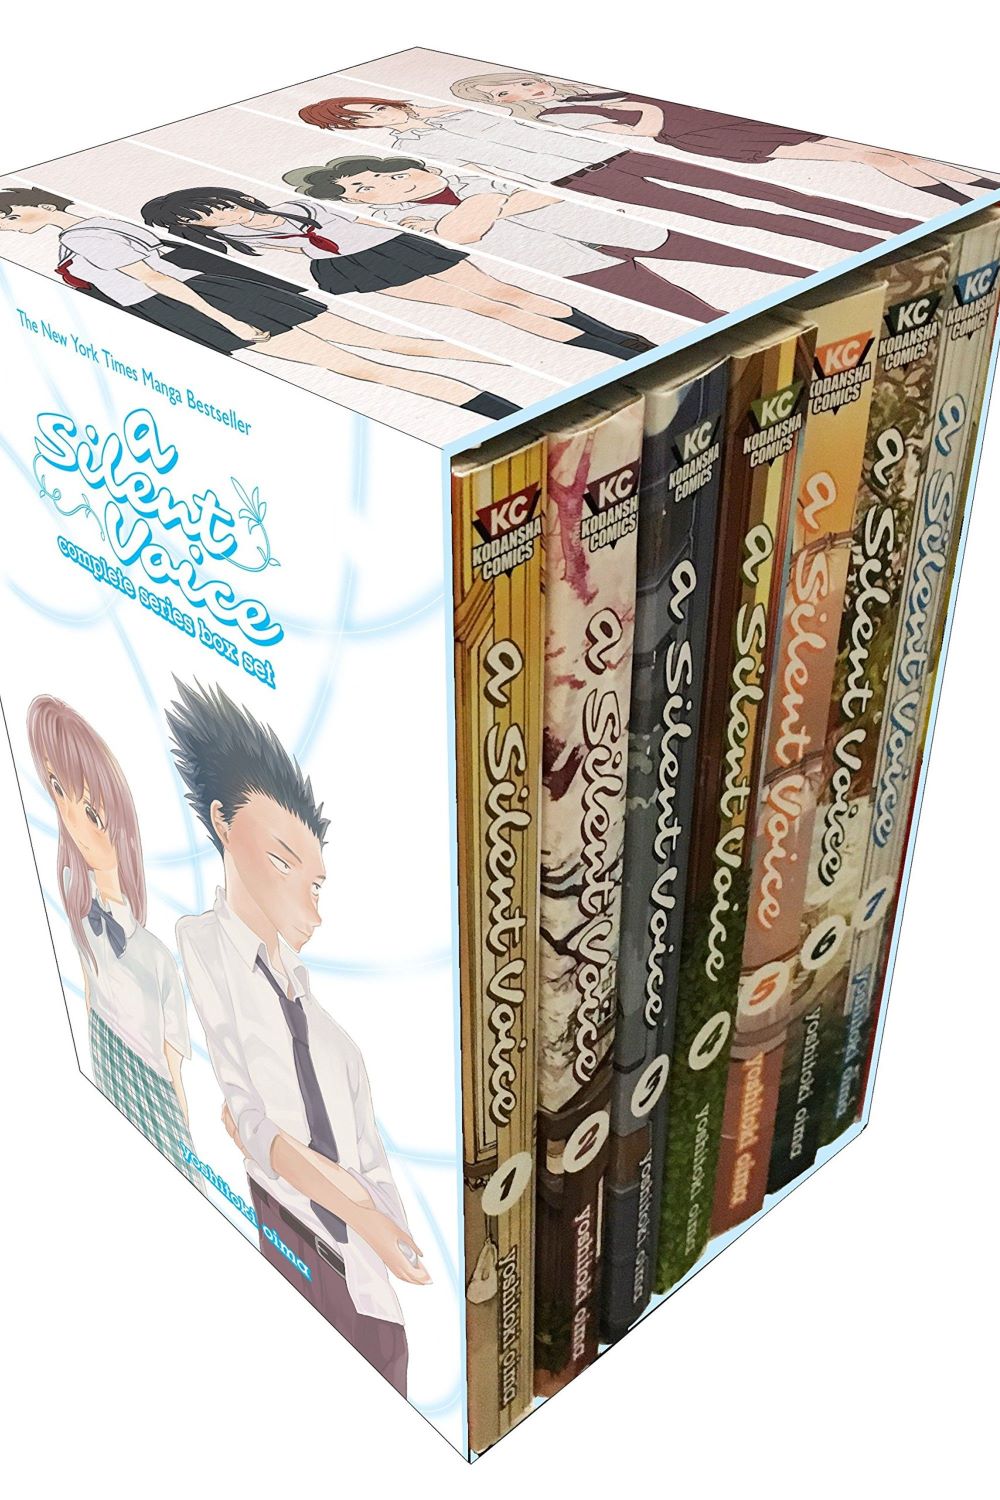 The New York Times Manga Bestseller
a
Silent
Voice
complete series box set
yoshitoki oima
KC
KODANSHA
COMICS
a Silent Voice
1
yoshitoki oima
KC
KODANSHA
COMICS
a Silent Voice
2
yoshitoki oima
KC
KODANSHA
COMICS
a Silent Voice
3
yoshitoki oima
KC
KODANSHA
COMICS
a Silent Voice
4
yoshitoki oima
KC
KODANSHA
COMICS
a Silent Voice
5
yoshitoki oima
KC
KODANSHA
COMICS
a Silent Voice
6
yoshitoki oima
KC
KODANSHA
COMICS
a Silent Voice
7
yoshitoki oima